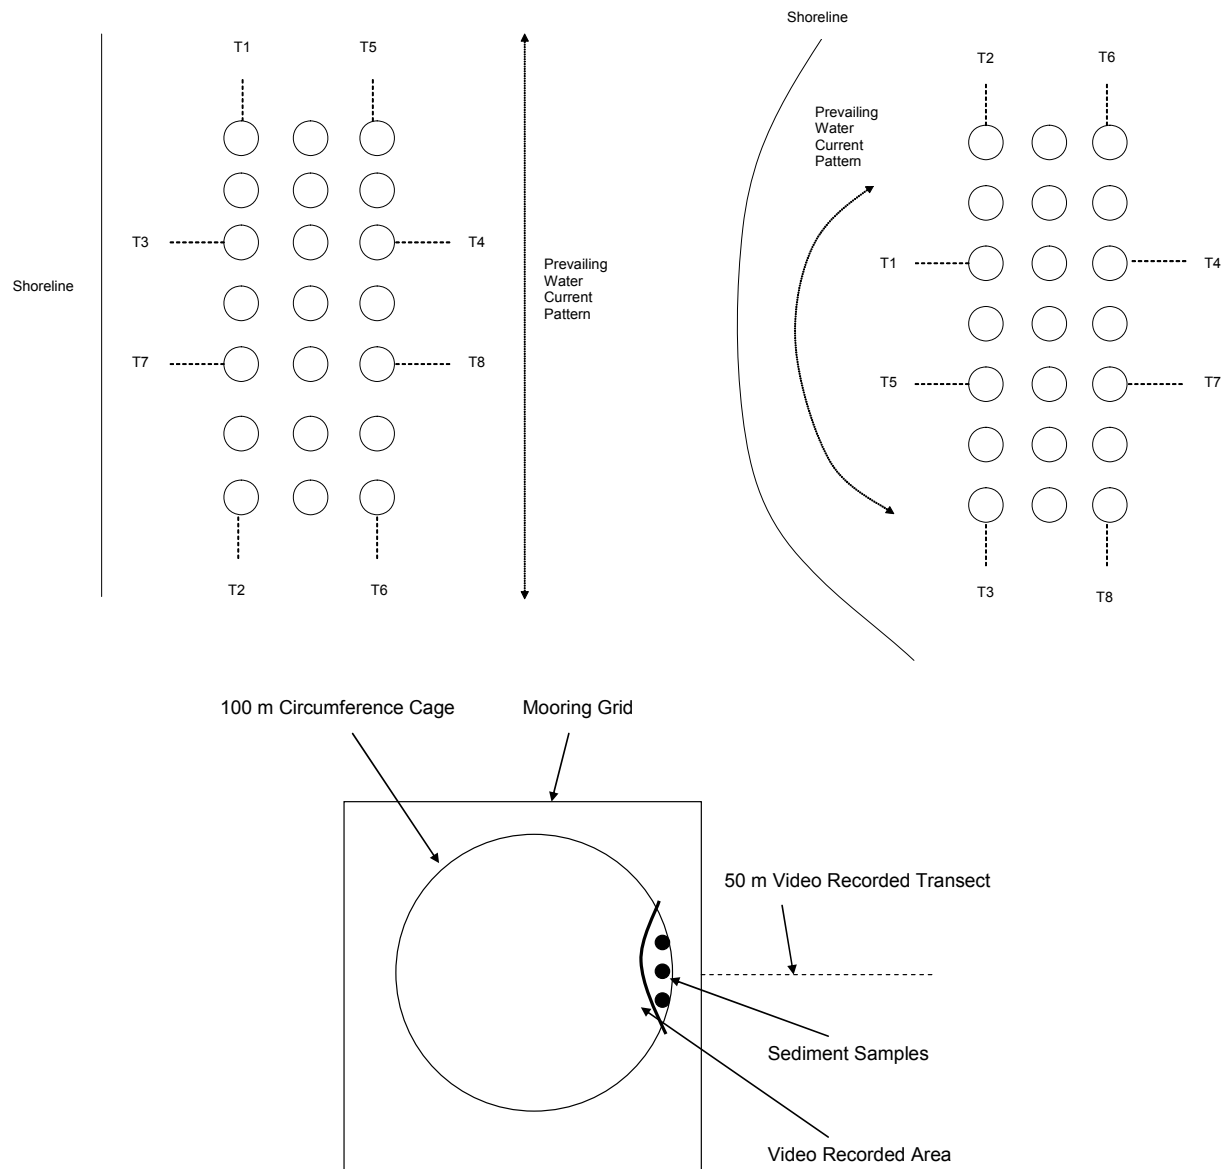 T1
T5
T3
T4
Shoreline
Prevailing
Water
Current
Pattern
T7
T8
T2
T6
Shoreline
T2
T6
Prevailing
Water
Current
Pattern
T1
T4
T5
T7
T3
T8
100 m Circumference Cage
Mooring Grid
50 m Video Recorded Transect
Sediment Samples
Video Recorded Area